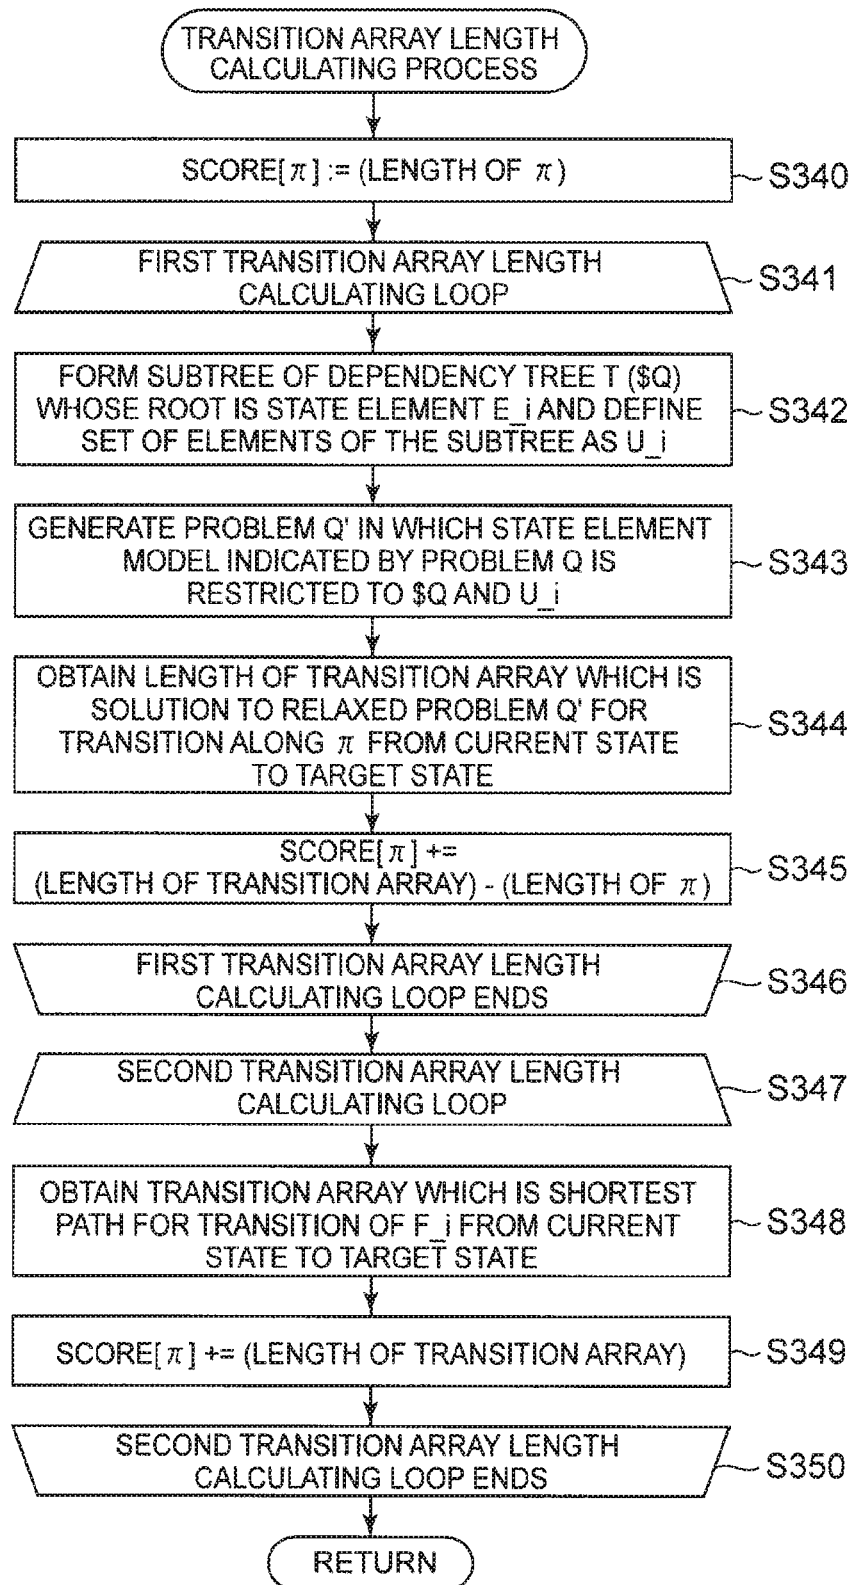 TRANSITION ARRAY LENGTH
CALCULATING PROCESS
SCORE[π] := (LENGTH OF π)
S340
FIRST TRANSITION ARRAY LENGTH
CALCULATING LOOP
S341
FORM SUBTREE OF DEPENDENCY TREE T ($Q)
WHOSE ROOT IS STATE ELEMENT E_i AND DEFINE
SET OF ELEMENTS OF THE SUBTREE AS U_i
S342
GENERATE PROBLEM Q' IN WHICH STATE ELEMENT
MODEL INDICATED BY PROBLEM Q IS
RESTRICTED TO $Q AND U_i
S343
OBTAIN LENGTH OF TRANSITION ARRAY WHICH IS
SOLUTION TO RELAXED PROBLEM Q' FOR
TRANSITION ALONG π FROM CURRENT STATE
TO TARGET STATE
S344
SCORE[π] +=
(LENGTH OF TRANSITION ARRAY) - (LENGTH OF π)
S345
FIRST TRANSITION ARRAY LENGTH
CALCULATING LOOP ENDS
S346
SECOND TRANSITION ARRAY LENGTH
CALCULATING LOOP
S347
OBTAIN TRANSITION ARRAY WHICH IS SHORTEST
PATH FOR TRANSITION OF F_i FROM CURRENT
STATE TO TARGET STATE
S348
SCORE[π] += (LENGTH OF TRANSITION ARRAY)
S349
SECOND TRANSITION ARRAY LENGTH
CALCULATING LOOP ENDS
S350
RETURN